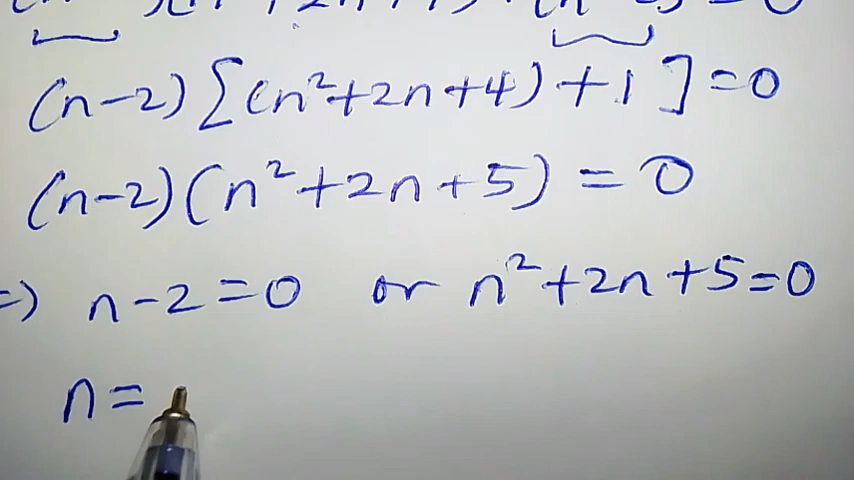 (n-2)[(n²+2n+4)+1]=0
(n-2)(n²+2n+5)=0
=) n-2=0 or n²+2n+5=0
n=